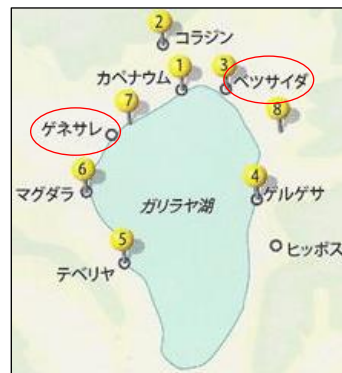 2
コラジン
1
カペナウム
3
ベツサイダ
7
8
ゲネサレ
6
マグダラ
4
ゲルゲサ
ガリラヤ湖
5
テベリヤ
ヒッポス